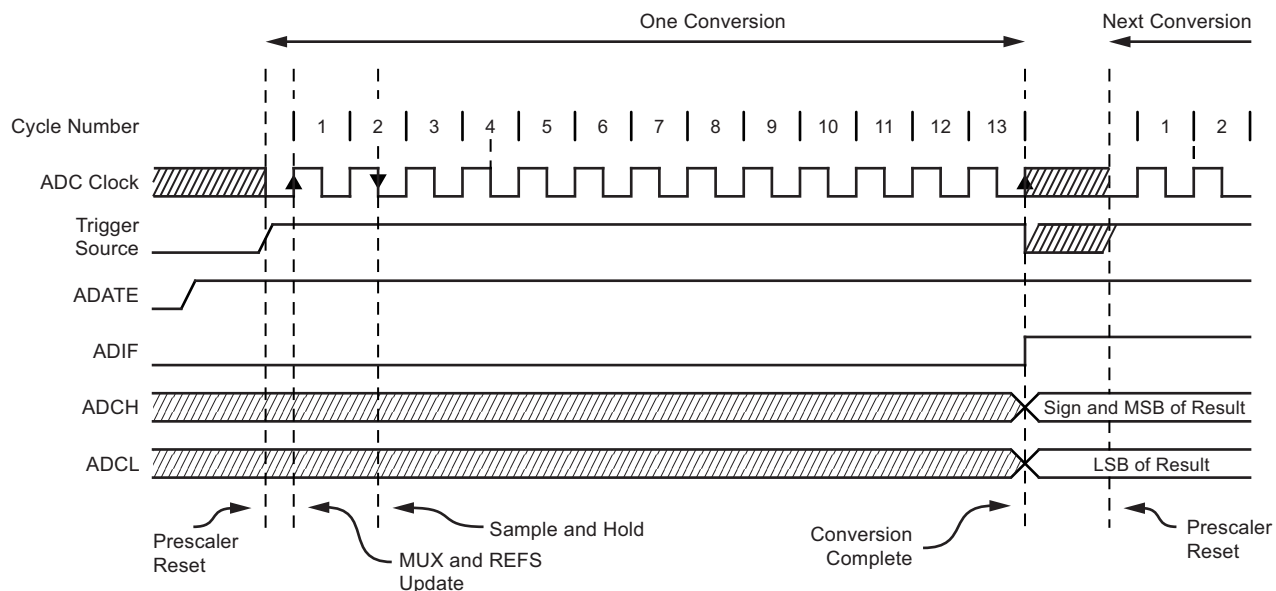 One Conversion
Next Conversion
Cycle Number
1 2 3 4 5 6 7 8 9 10 11 12 13 1 2
ADC Clock
Trigger
Source
ADATE
ADIF
ADCH
Sign and MSB of Result
ADCL
LSB of Result
Prescaler
Reset
MUX and REFS
Update
Sample and Hold
Conversion
Complete
Prescaler
Reset